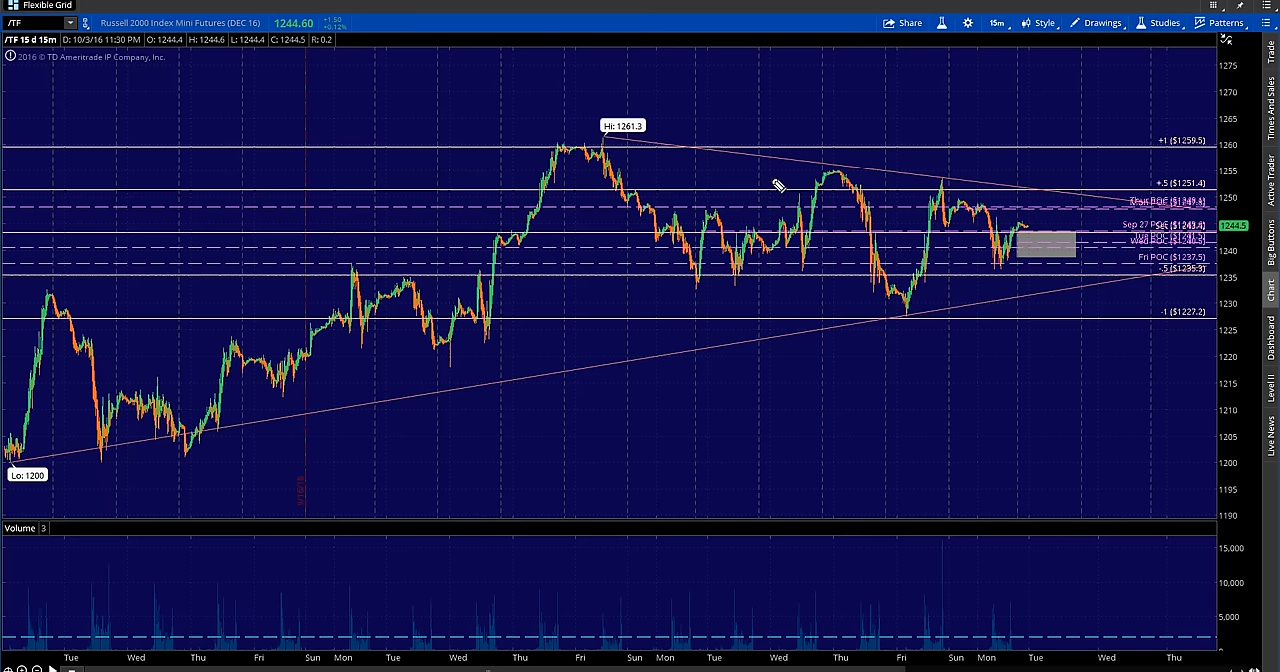 Flexible Grid
/TF
Russell 2000 Index Mini Futures (DEC 16)
1244.60
+1.50
+0.12%
Share
15m
Style
Drawings
Studies
Patterns
/TF 15 d 15m
D: 10/3/16 11:30 PM
O: 1244.4
H: 1244.6
L: 1244.4
C: 1244.5
R: 0.2
2016 © TD Ameritrade IP Company, Inc.
Hi: 1261.3
+1 ($1259.5)
+.5 ($1251.4)
Sep 27 POC
Fri POC ($1237.5)
-.5 ($1235.3)
-1 ($1227.2)
Lo: 1200
1275
1270
1265
1260
1255
1250
1244.5
1240
1235
1230
1225
1220
1215
1210
1205
1200
1195
1190
Trade
Times And Sales
Active Trader
Big Buttons
Chart
Dashboard
Level II
Live News
Volume
3
15,000
10,000
5,000
Tue
Wed
Thu
Fri
Sun
Mon
Tue
Wed
Thu
Fri
Sun
Mon
Tue
Wed
Thu
Fri
Sun
Mon
Tue
Wed
Thu